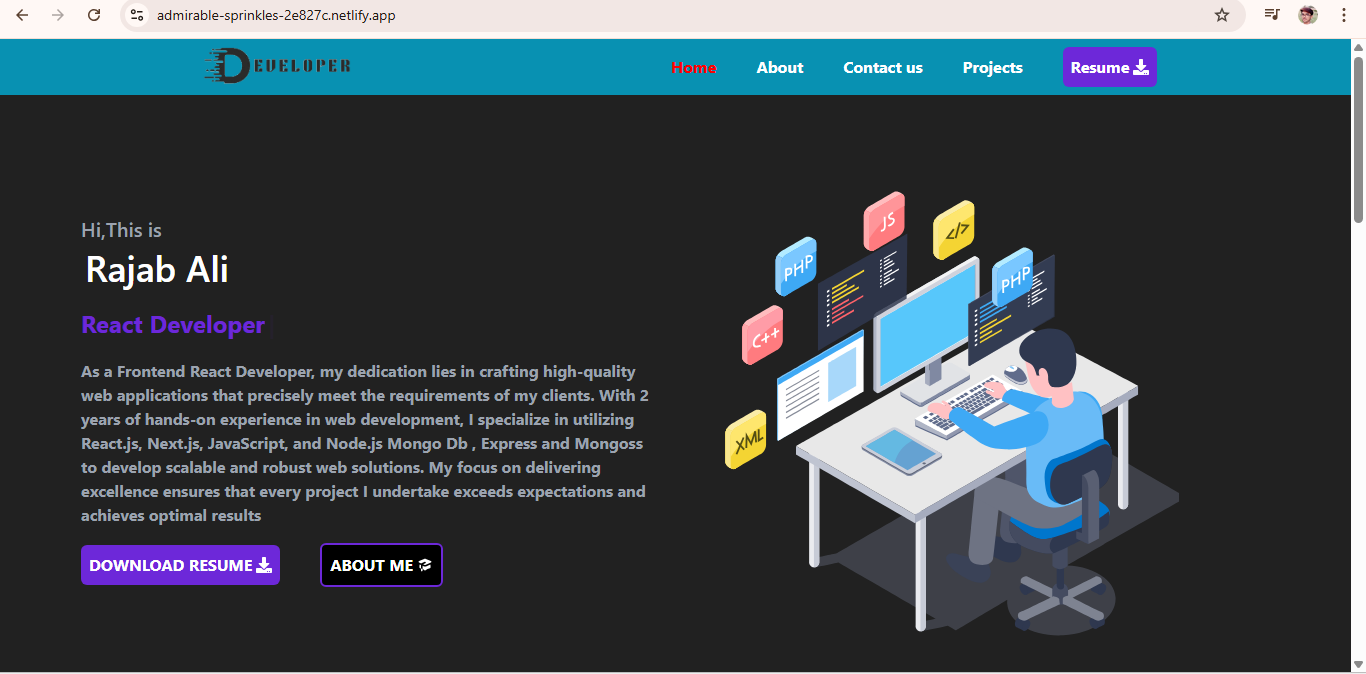 admirable-sprinkles-2e827c.netlify.app
DEVELOPER
Home About Contact us Projects Resume
Hi,This is
Rajab Ali
React Developer
As a Frontend React Developer, my dedication lies in crafting high-quality
web applications that precisely meet the requirements of my clients. With 2
years of hands-on experience in web development, I specialize in utilizing
React.js, Next.js, JavaScript, and Node.js Mongo Db , Express and Mongoss
to develop scalable and robust web solutions. My focus on delivering
excellence ensures that every project I undertake exceeds expectations and
achieves optimal results
DOWNLOAD RESUME ABOUT ME
JS
</>
PHP
PHP
C++
XML